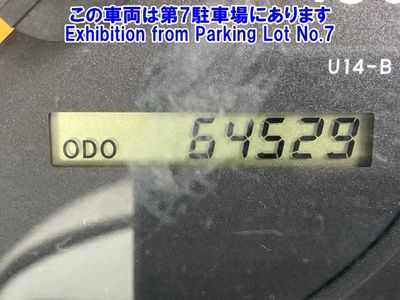 この車両は第7駐車場にあります
Exhibition from Parking Lot No.7
U14-B
ODO 64529